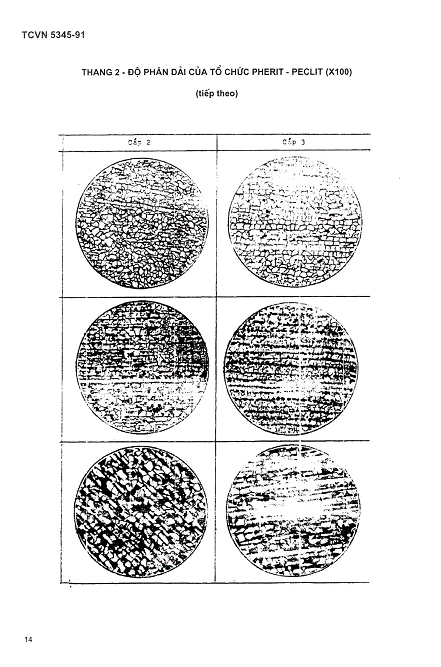 TCVN 5345-91
THANG 2 - ĐỘ PHÂN DẢI CỦA TỔ CHỨC PHERIT - PECLIT (X100)
(tiếp theo)
Cấp 2
Cấp 3
14